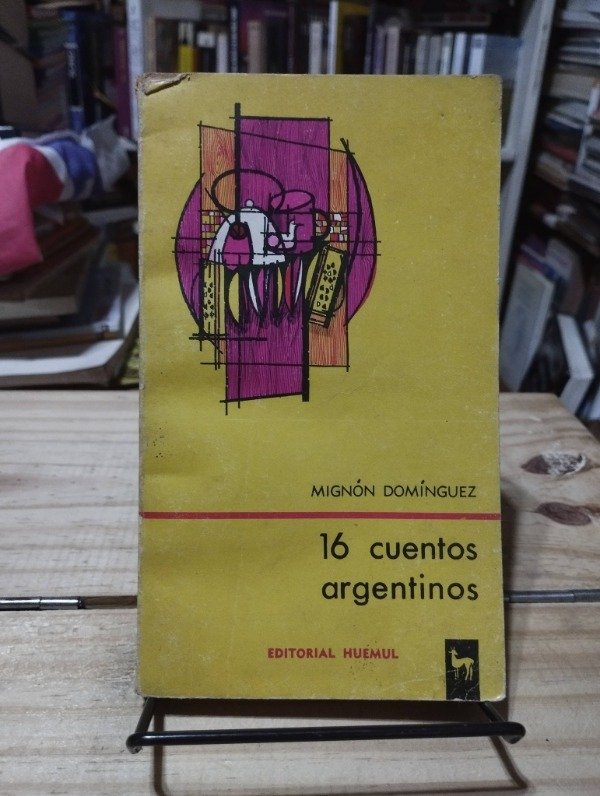 MIGNÓN DOMÍNGUEZ
16 cuentos
argentinos
EDITORIAL HUEMUL